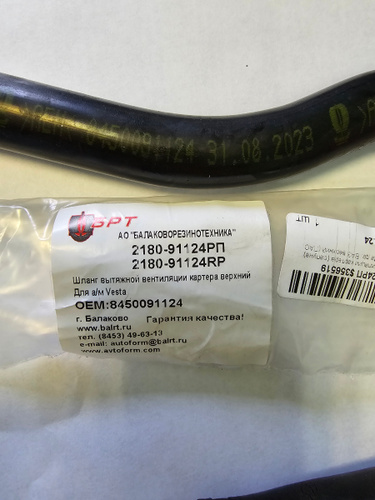 8450091124 31.08.2023
БРТ
АО "БАЛАКОВОРЕЗИНОТЕХНИКА"
2180-91124РП
2180-91124RP
Шланг вытяжной вентиляции картера верхний
Для а/м Vesta
OEM:8450091124
г. Балаково Гарантия качества!
www.balrt.ru
тел. (8453) 49-63-13
e-mail: autoform@balrt.ru
www.avtoform.com
1 шт
24РП $3566519